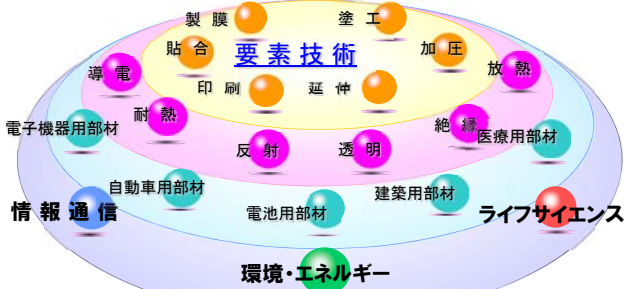 製膜
塗工
貼合
要素技術
加圧
導電
放熱
印刷
延伸
耐熱
絶縁
電子機器用部材
医療用部材
反射
透明
自動車用部材
建築用部材
電池用部材
情報通信
ライフサイエンス
環境・エネルギー